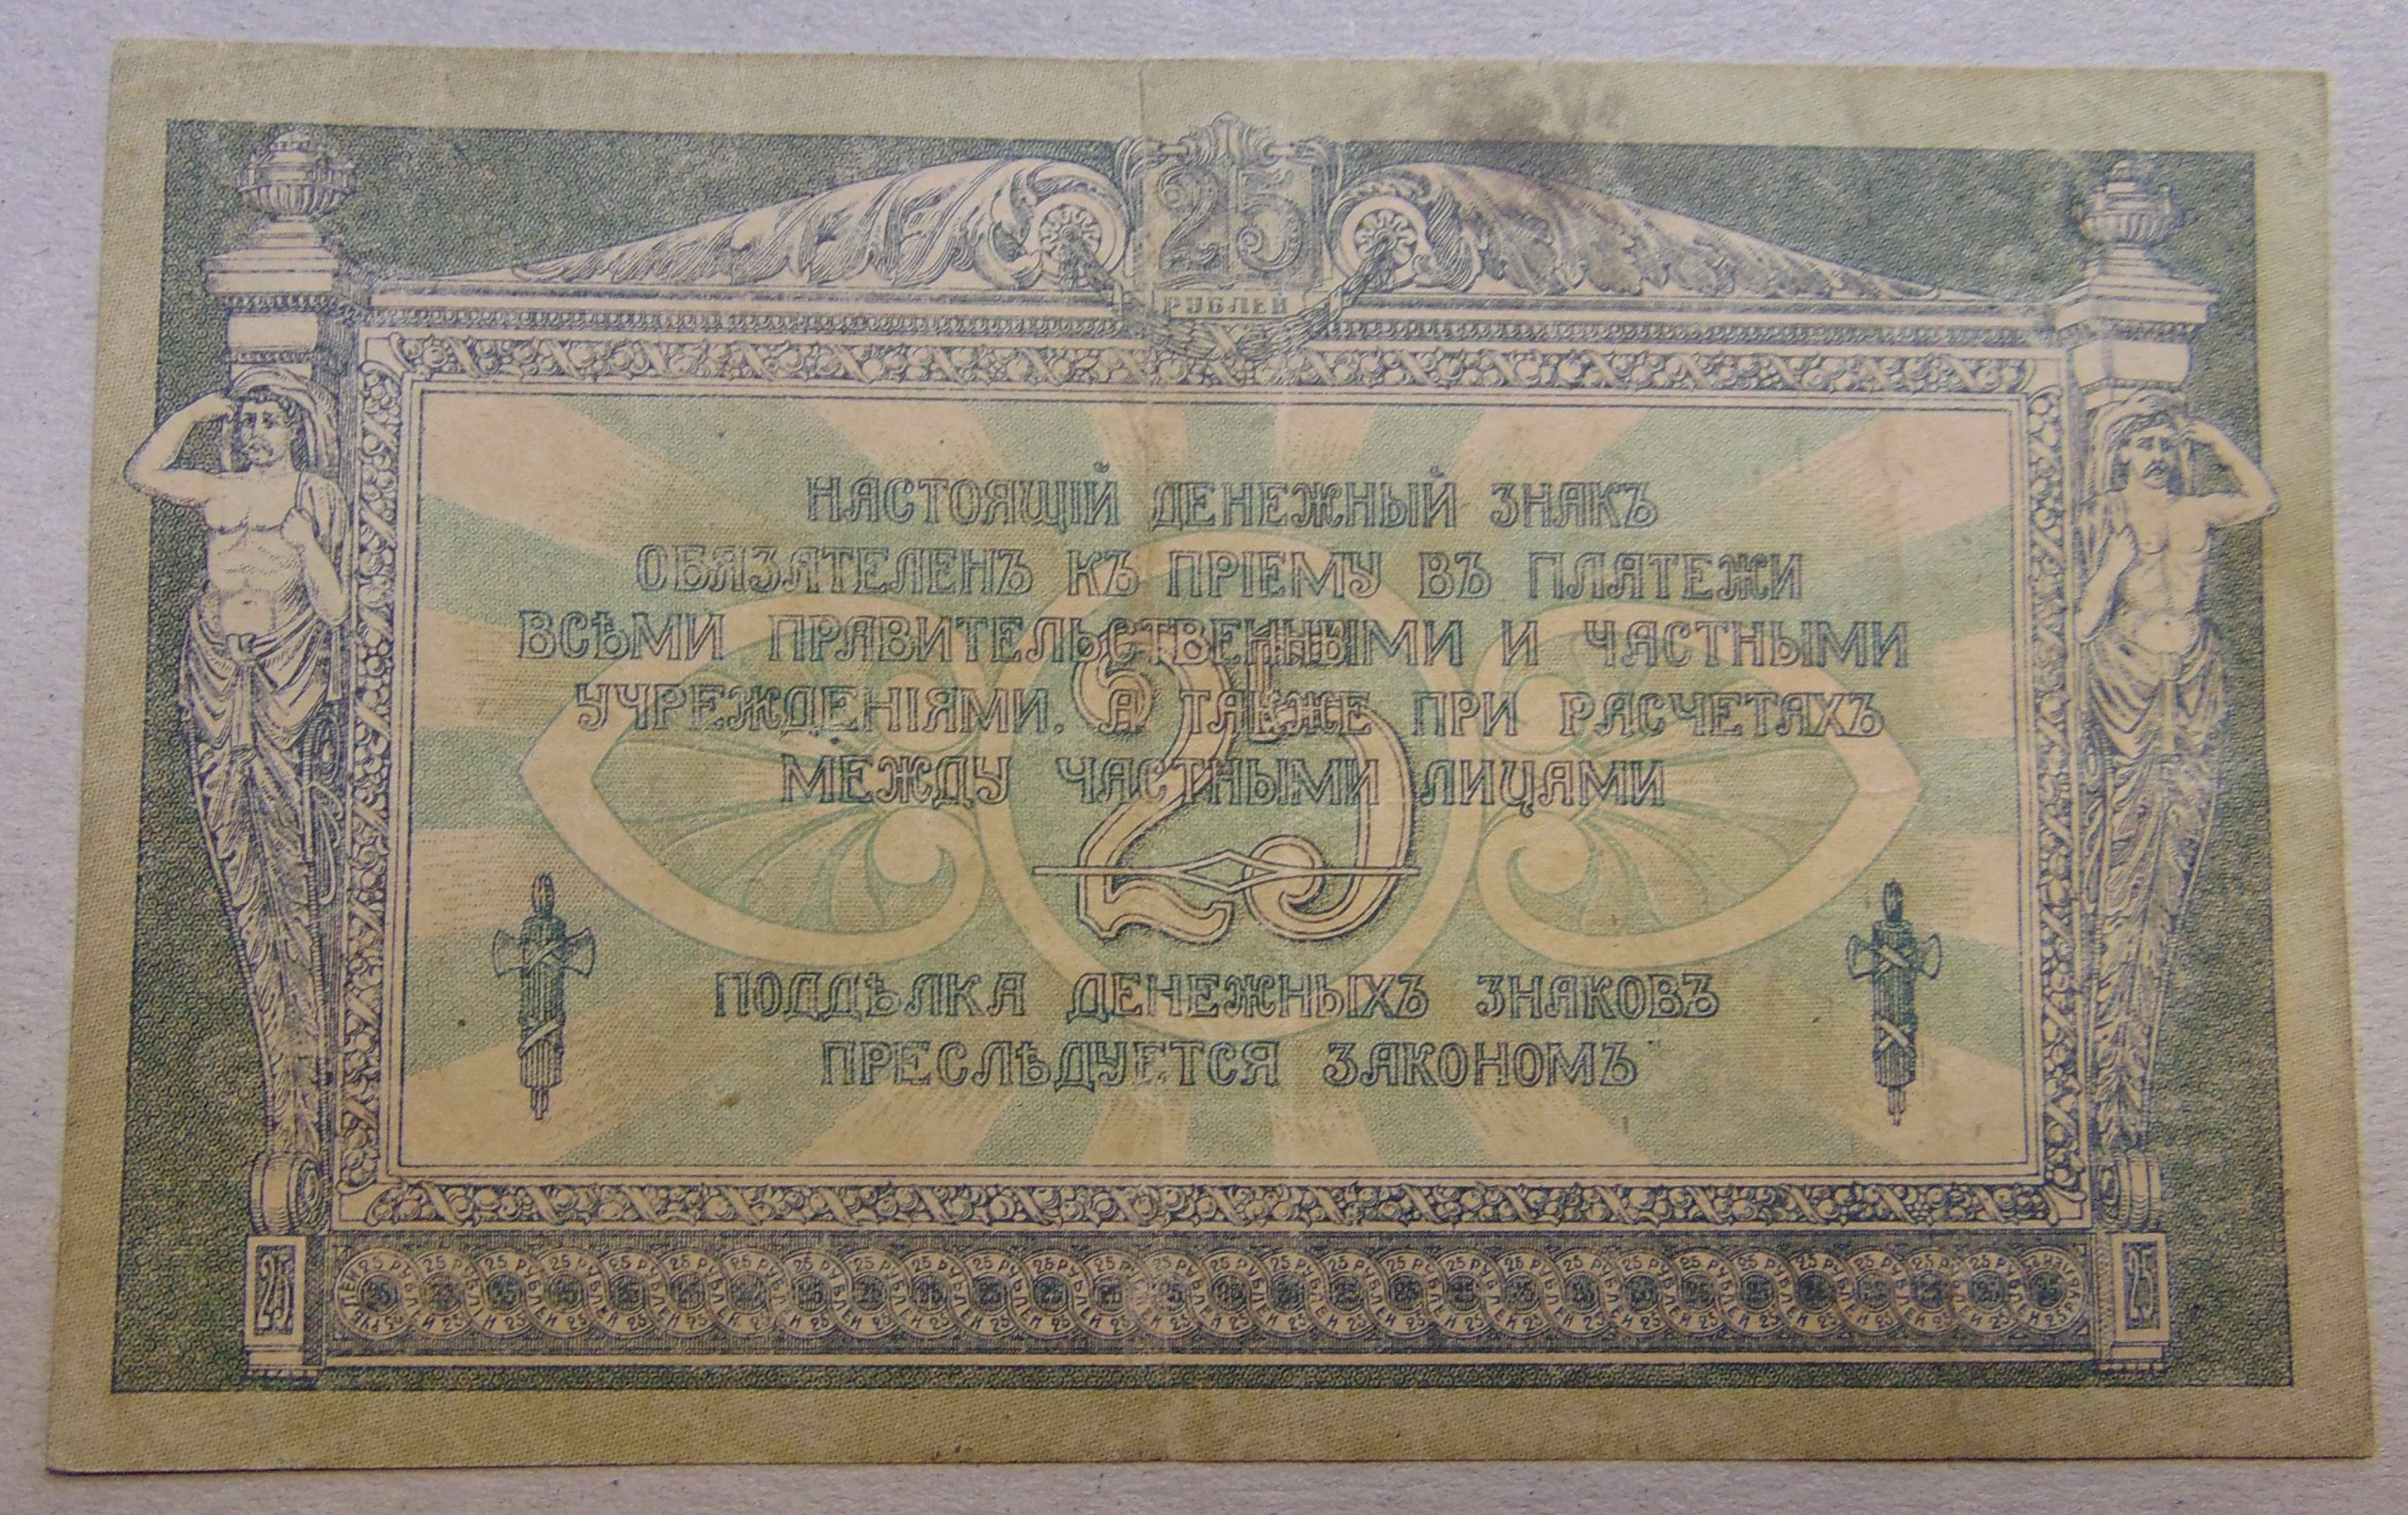 25
РУБЛЕЙ
НАСТОЯЩІЙ ДЕНЕЖНЫЙ ЗНАКЪ
ОБЯЗАТЕЛЕНЪ КЪ ПРІЕМУ ВЪ ПЛАТЕЖИ
ВСѢМИ ПРАВИТЕЛЬСТВЕННЫМИ И ЧАСТНЫМИ
УЧРЕЖДЕНІЯМИ. А ТАКЖЕ ПРИ РАСЧЕТАХЪ
МЕЖДУ ЧАСТНЫМИ ЛИЦАМИ
25
ПОДДѢЛКА ДЕНЕЖНЫХЪ ЗНАКОВЪ
ПРЕСЛѢДУЕТСЯ ЗАКОНОМЪ
25 25